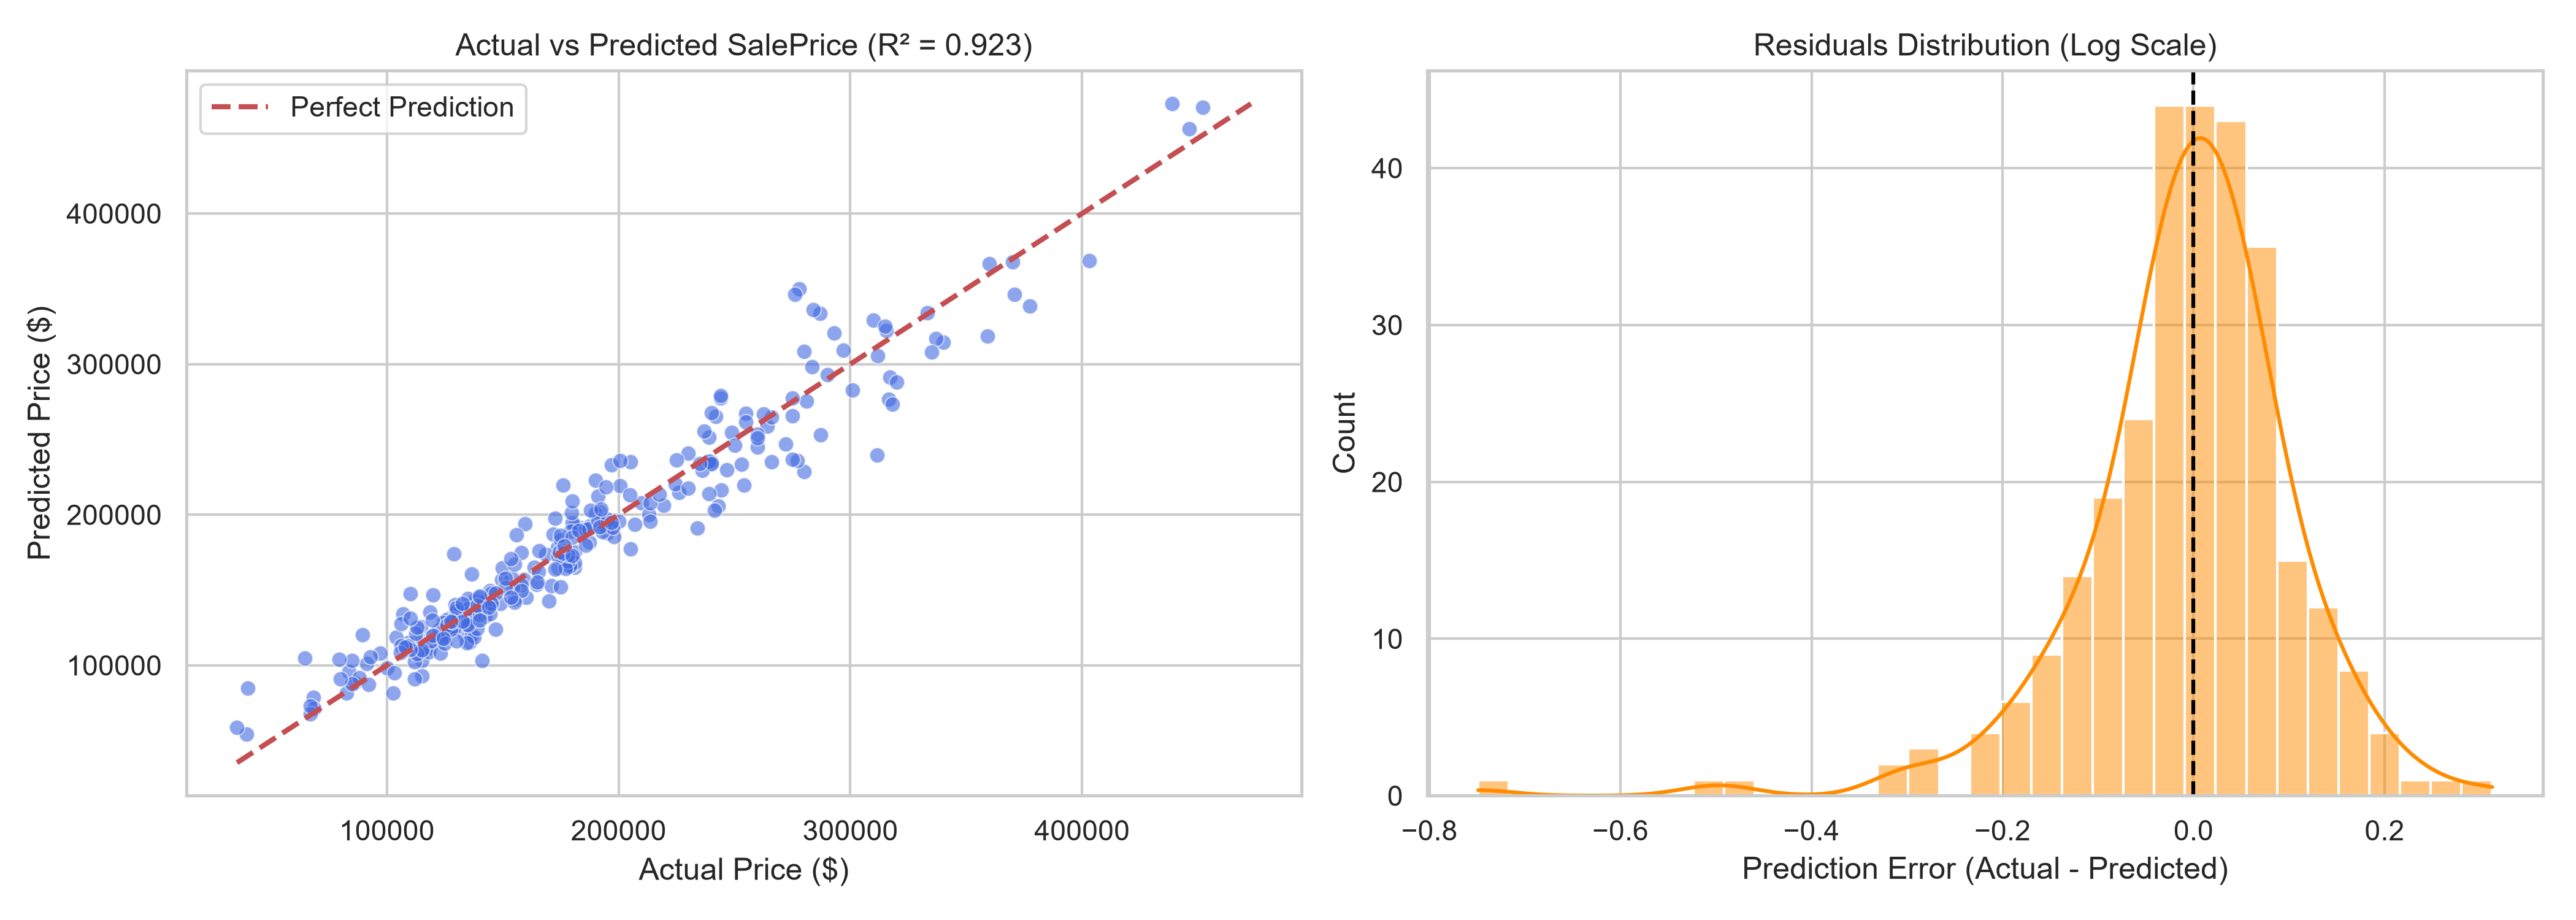 Actual vs Predicted SalePrice (R² = 0.923)
Perfect Prediction
400000
300000
200000
100000
Predicted Price ($)
100000 200000 300000 400000
Actual Price ($)
Residuals Distribution (Log Scale)
40
30
20
10
0
Count
−0.8 −0.6 −0.4 −0.2 0.0 0.2
Prediction Error (Actual - Predicted)